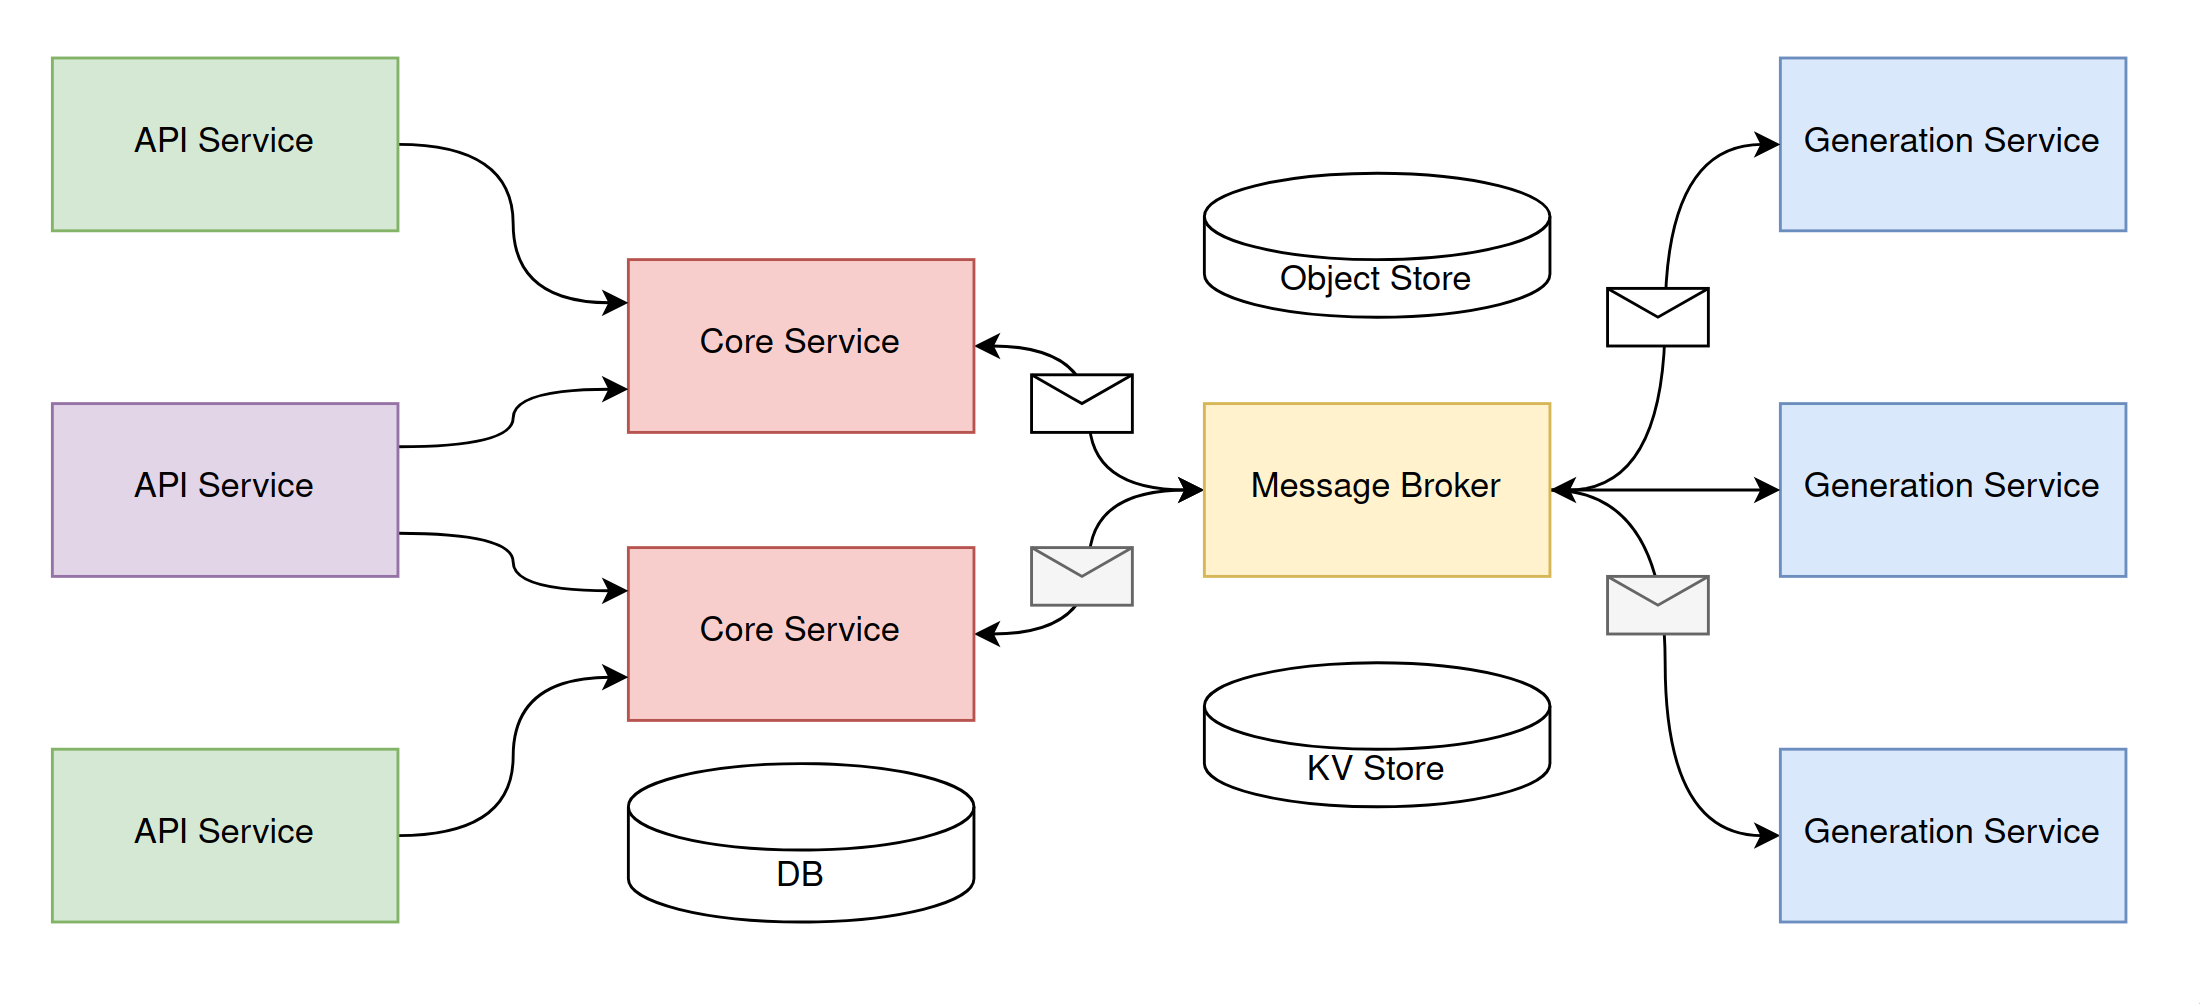 API Service
API Service
API Service
Core Service
Core Service
DB
Object Store
Message Broker
KV Store
Generation Service
Generation Service
Generation Service